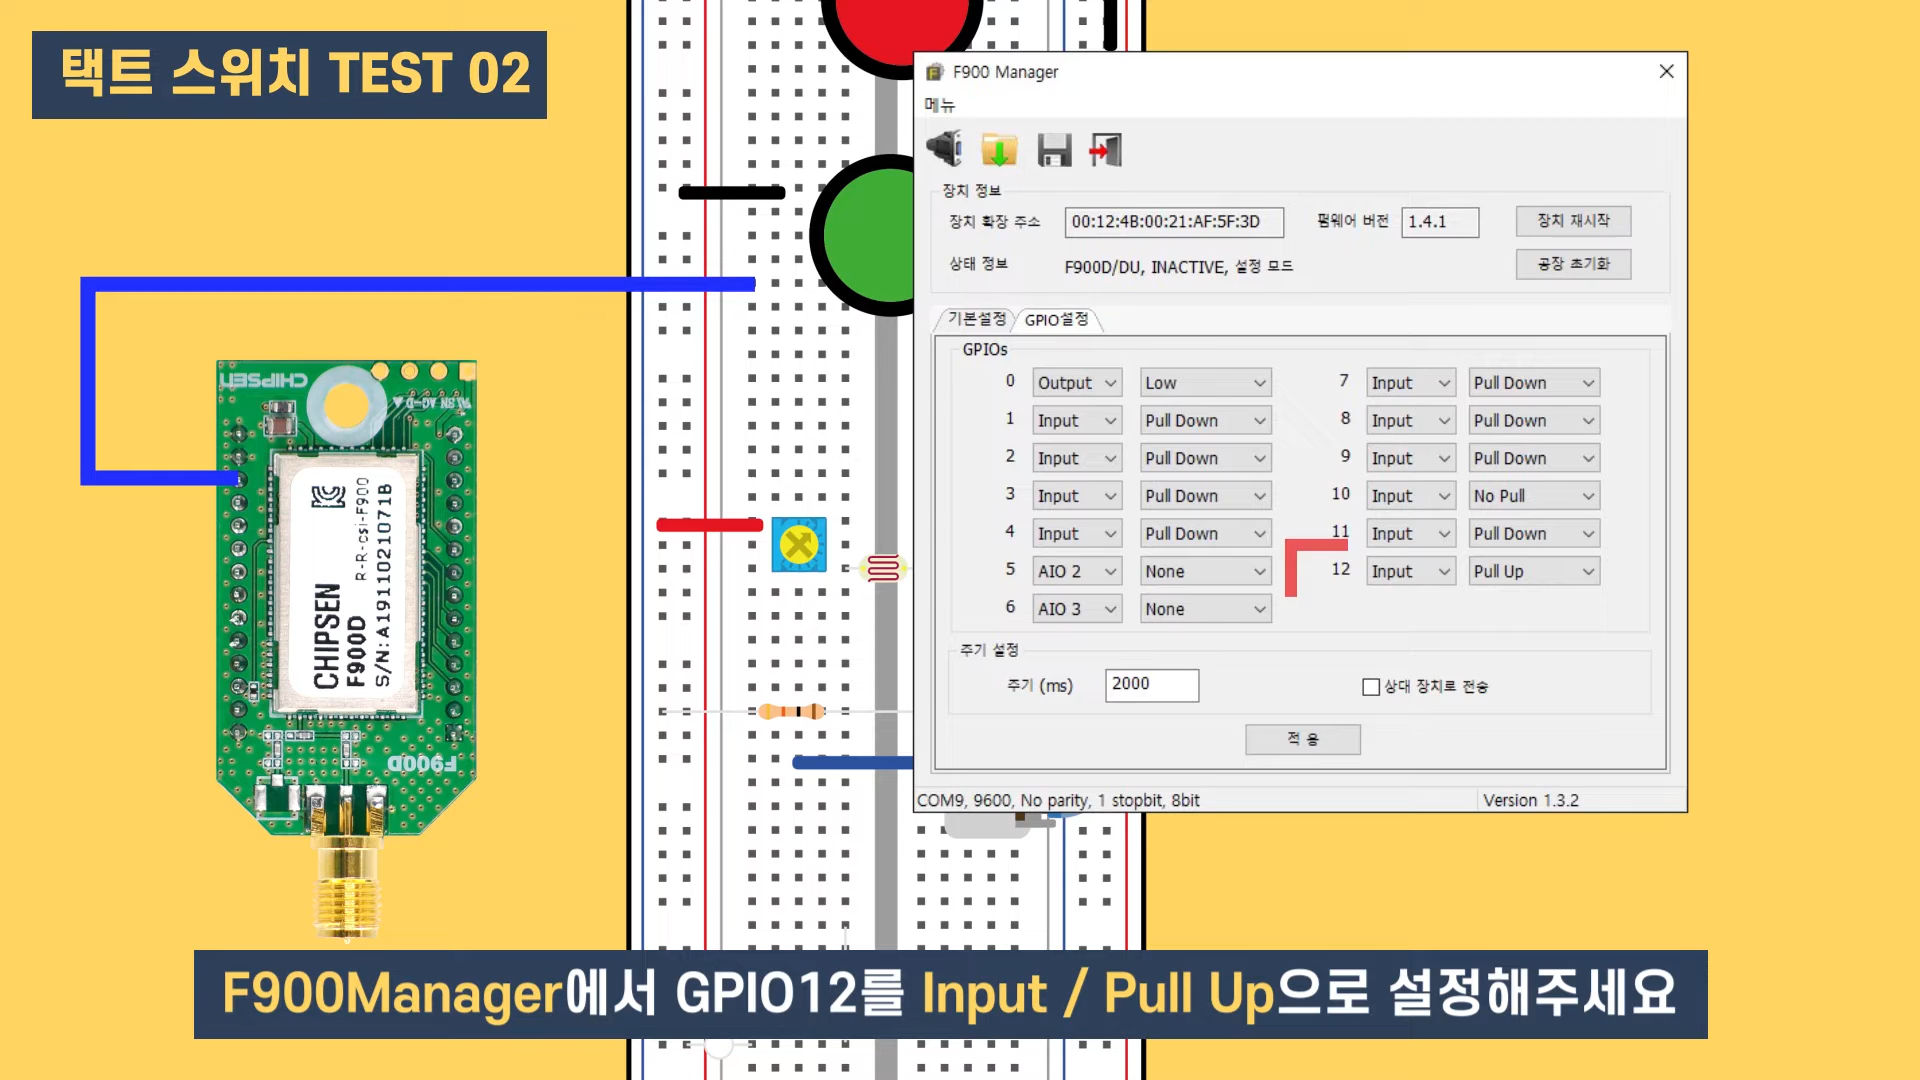 택트 스위치 TEST 02
F900 Manager
메뉴
장치 정보
장치 확장 주소 00:12:4B:00:21:AF:5F:3D 펌웨어 버전 1.4.1 장치 재시작
상태 정보 F900D/DU, INACTIVE, 설정 모드 공장 초기화
기본설정 GPIO설정
GPIOs
0 Output Low 7 Input Pull Down
1 Input Pull Down 8 Input Pull Down
2 Input Pull Down 9 Input Pull Down
3 Input Pull Down 10 Input No Pull
4 Input Pull Down 11 Input Pull Down
5 AIO 2 None 12 Input Pull Up
6 AIO 3 None
주기 설정
주기 (ms) 2000 상대 장치로 전송
적 용
COM9, 9600, No parity, 1 stopbit, 8bit Version 1.3.2
CHIPSEN
CHIPSEN
F900D
R-R-csi-F900
S/N:A1911021071B
F900D
F900Manager에서 GPIO12를 Input / Pull Up으로 설정해주세요